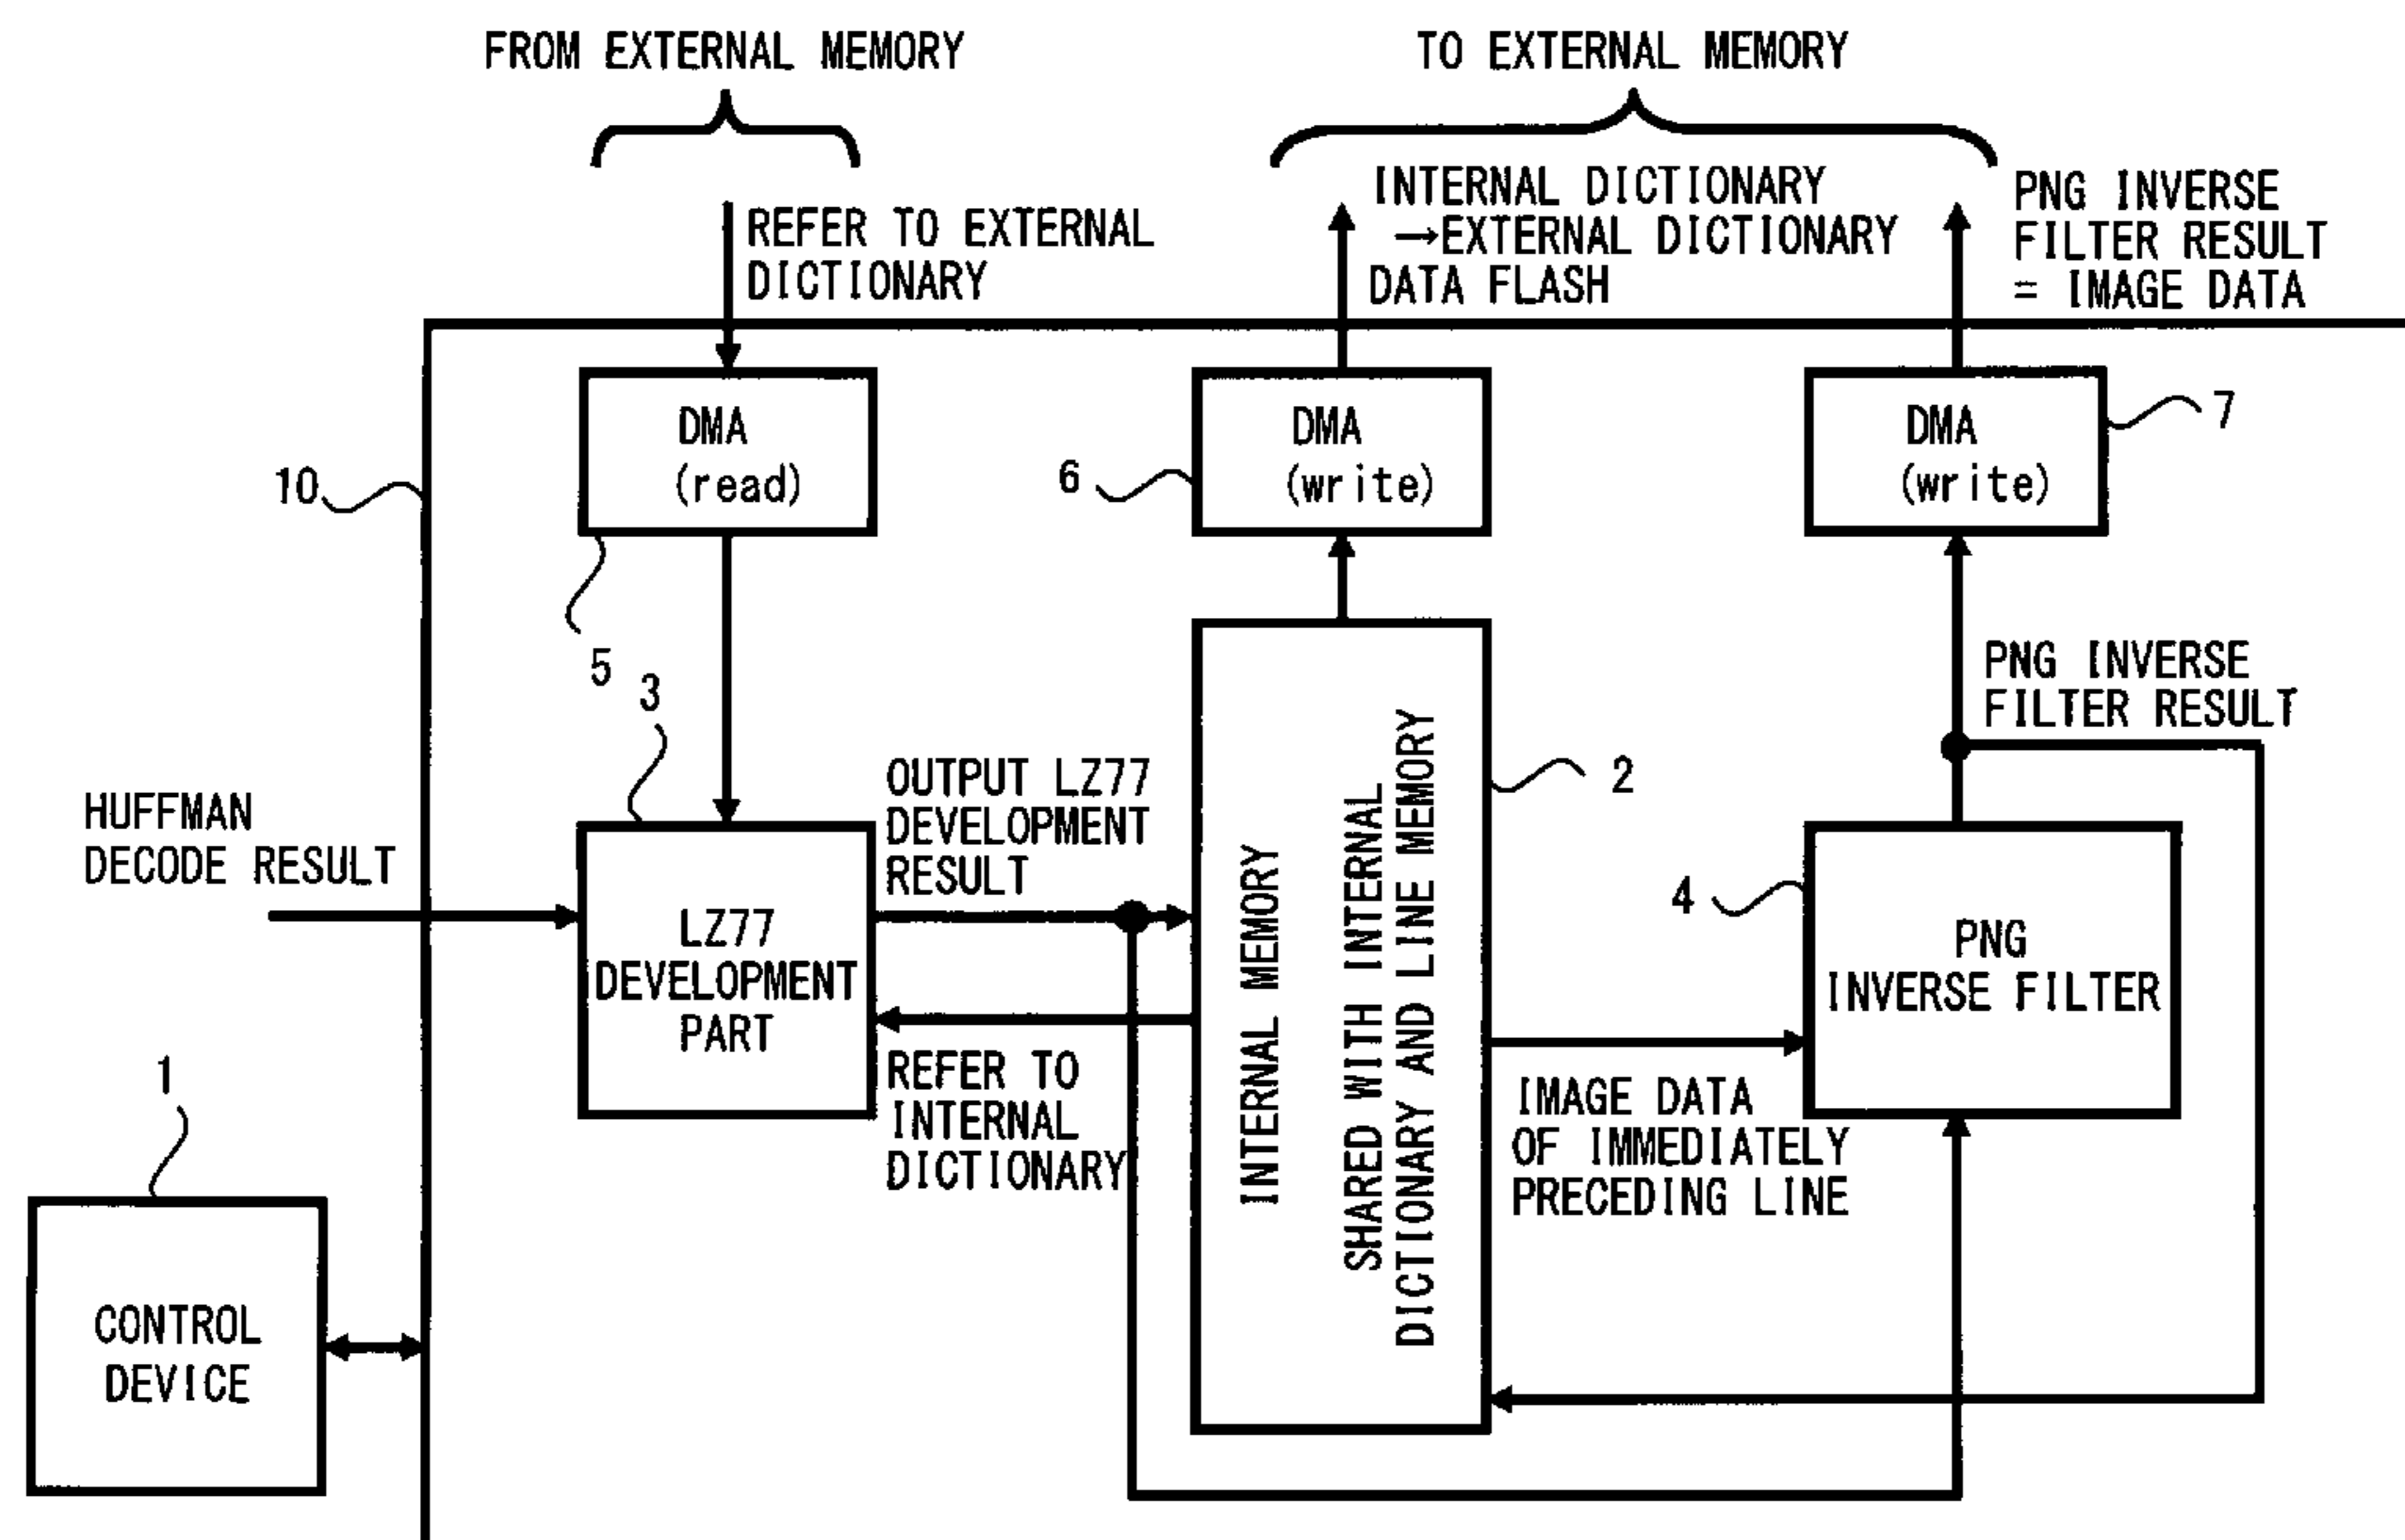 FROM EXTERNAL MEMORY
TO EXTERNAL MEMORY
REFER TO EXTERNAL
DICTIONARY
INTERNAL DICTIONARY
→EXTERNAL DICTIONARY
DATA FLASH
PNG INVERSE
FILTER RESULT
= IMAGE DATA
10
DMA
(read)
5
6
DMA
(write)
DMA
(write)
7
3
HUFFMAN
DECODE RESULT
LZ77
DEVELOPMENT
PART
OUTPUT LZ77
DEVELOPMENT
RESULT
REFER TO
INTERNAL
DICTIONARY
INTERNAL MEMORY
SHARED WITH INTERNAL
DICTIONARY AND LINE MEMORY
2
PNG INVERSE
FILTER RESULT
4
PNG
INVERSE FILTER
IMAGE DATA
OF IMMEDIATELY
PRECEDING LINE
1
CONTROL
DEVICE